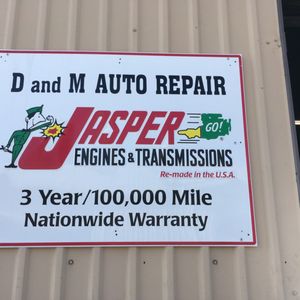 D and M AUTO REPAIR
JASPER GO!
ENGINES & TRANSMISSIONS
Re-made in the U.S.A.
3 Year/100,000 Mile
Nationwide Warranty